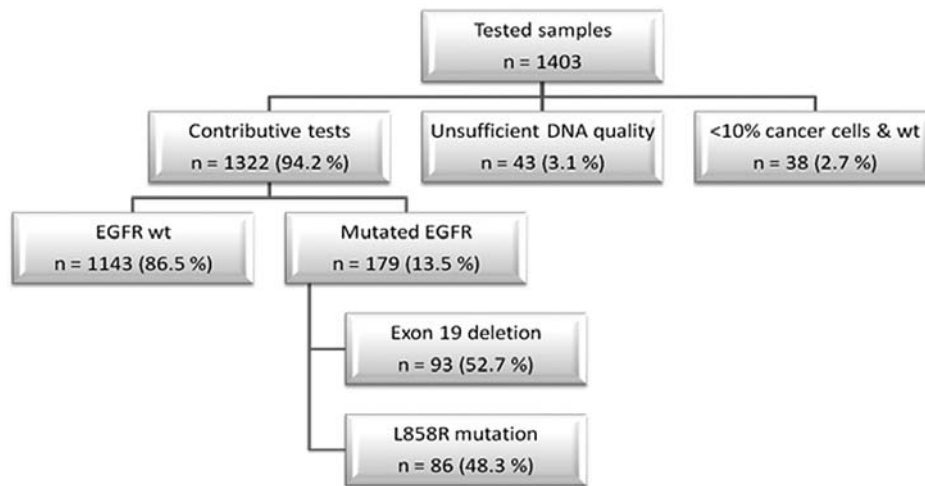 Tested samples
n = 1403
Contributive tests
n = 1322 (94.2 %)
Unsufficient DNA quality
n = 43 (3.1 %)
<10% cancer cells & wt
n = 38 (2.7 %)
EGFR wt
n = 1143 (86.5 %)
Mutated EGFR
n = 179 (13.5 %)
Exon 19 deletion
n = 93 (52.7 %)
L858R mutation
n = 86 (48.3 %)